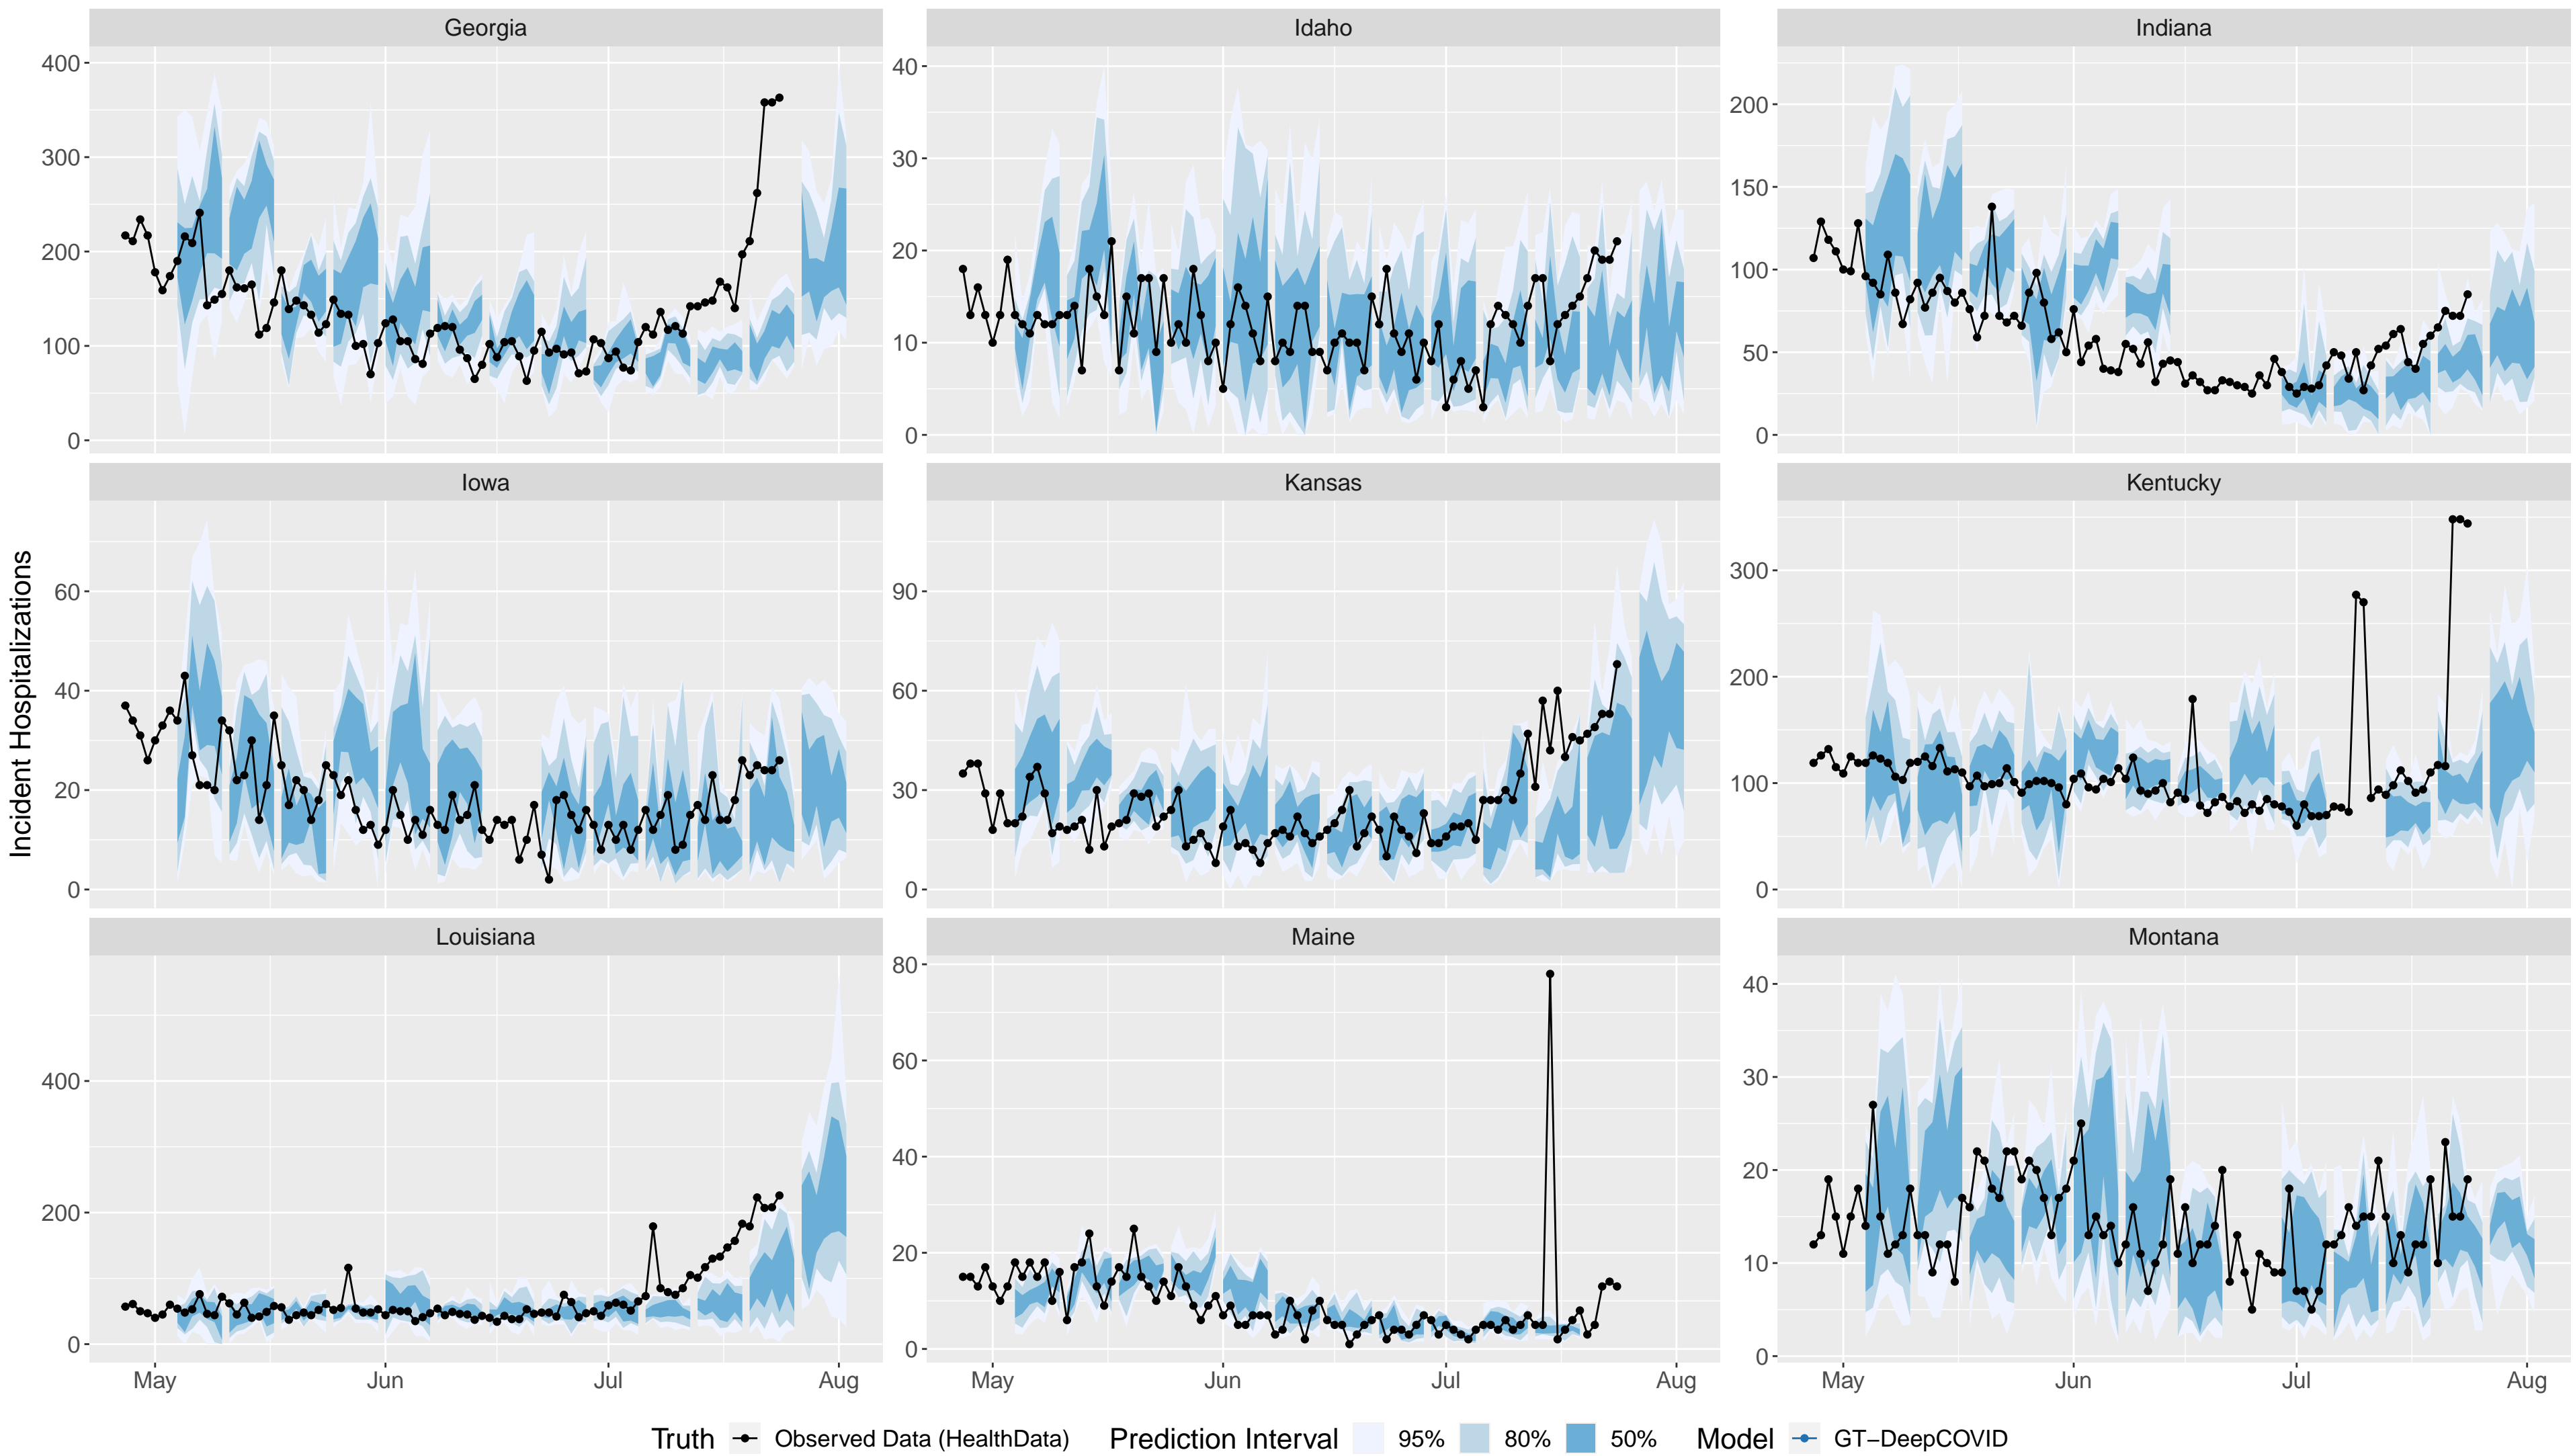 Georgia
Idaho
Indiana
400
300
200
100
0
40
30
20
10
0
200
150
100
50
0
Iowa
Kansas
Kentucky
60
40
20
0
90
60
30
0
300
200
100
0
Incident Hospitalizations
Louisiana
Maine
Montana
400
200
0
80
60
40
20
0
40
30
20
10
0
May Jun Jul Aug
May Jun Jul Aug
May Jun Jul Aug
Truth Observed Data (HealthData) Prediction Interval 95% 80% 50% Model GT−DeepCOVID